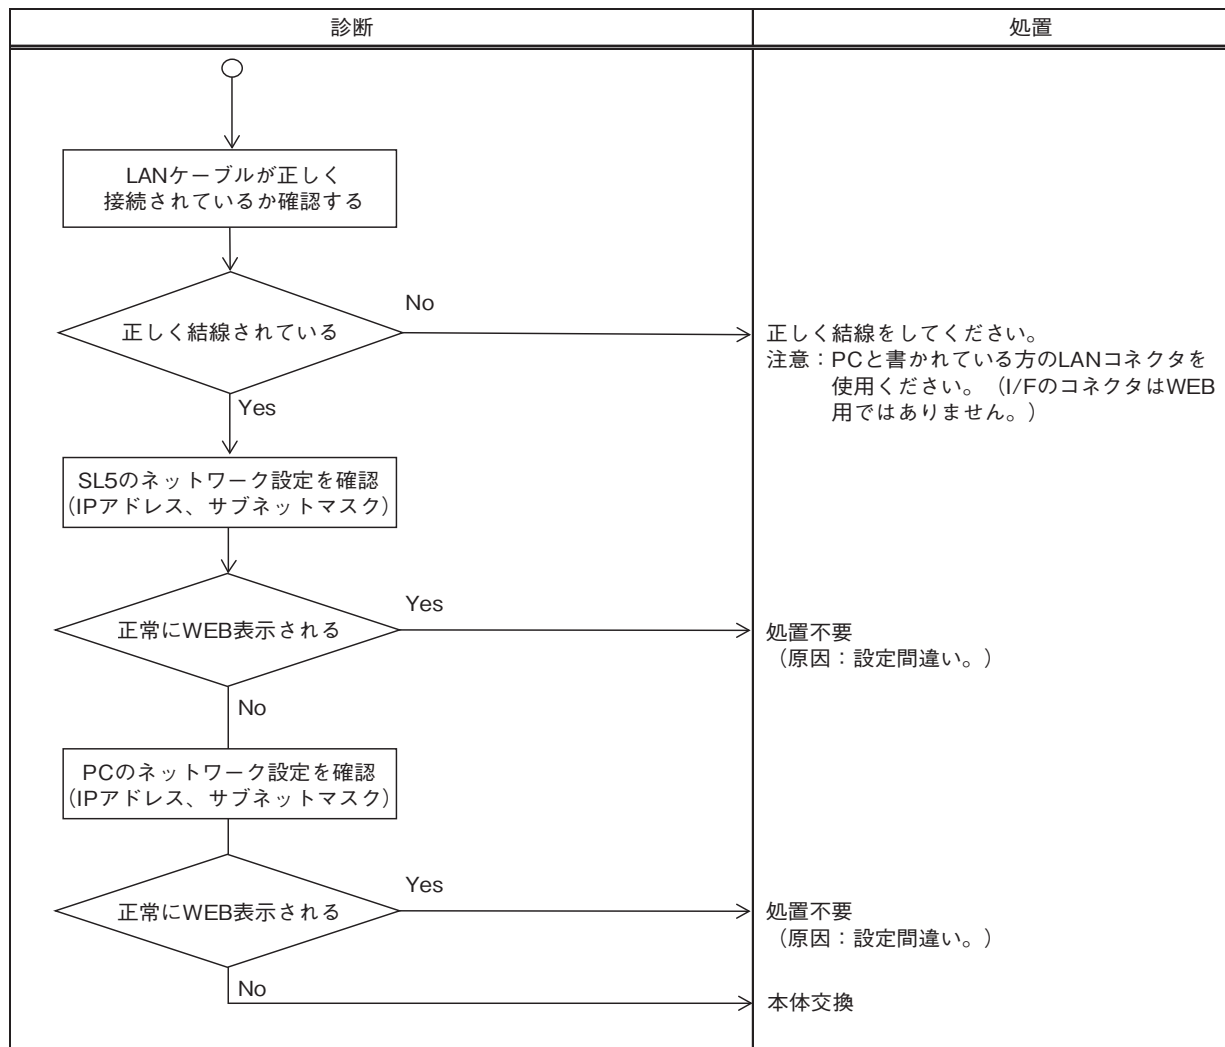 診断
処置
LANケーブルが正しく
接続されているか確認する
正しく結線されている
No
正しく結線をしてください。
注意：PCと書かれている方のLANコネクタを
使用ください。（I/FのコネクタはWEB
用ではありません。）
Yes
SL5のネットワーク設定を確認
（IPアドレス、サブネットマスク）
正常にWEB表示される
Yes
処置不要
（原因：設定間違い。）
No
PCのネットワーク設定を確認
（IPアドレス、サブネットマスク）
正常にWEB表示される
Yes
処置不要
（原因：設定間違い。）
No
本体交換